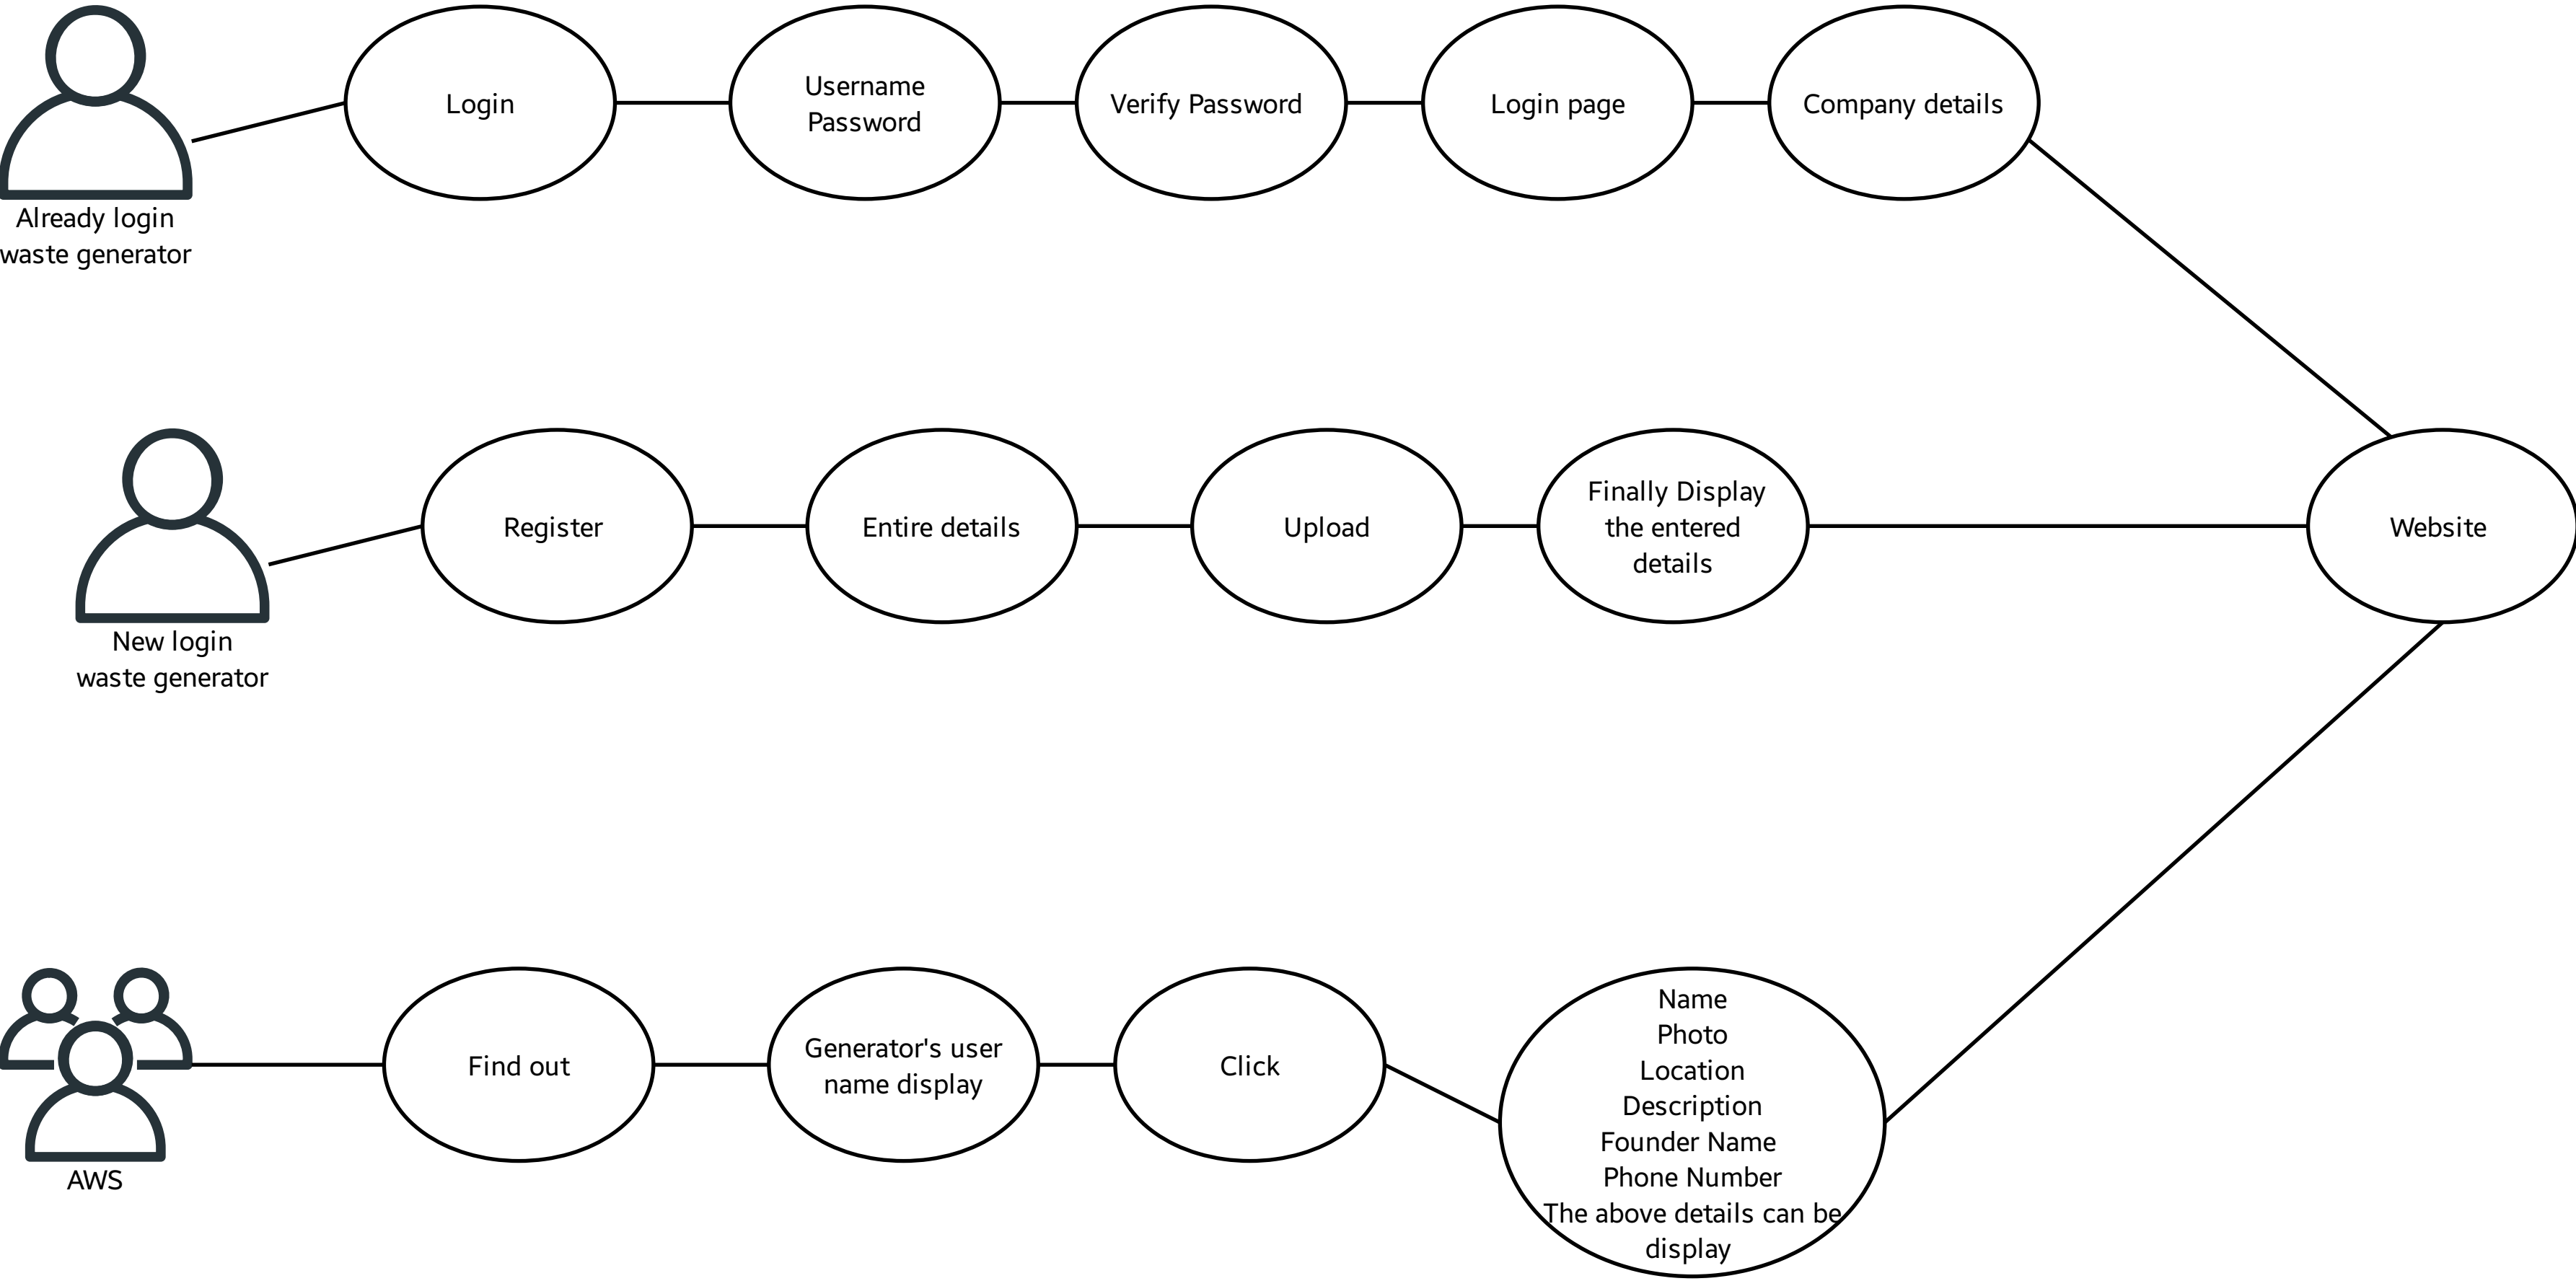 Login
Username
Password
Verify Password
Login page
Company details
Already login
waste generator
Register
Entire details
Upload
Finally Display
the entered
details
Website
New login
waste generator
Find out
Generator's user
name display
Click
Name
Photo
Location
Description
Founder Name
Phone Number
The above details can be
display
AWS